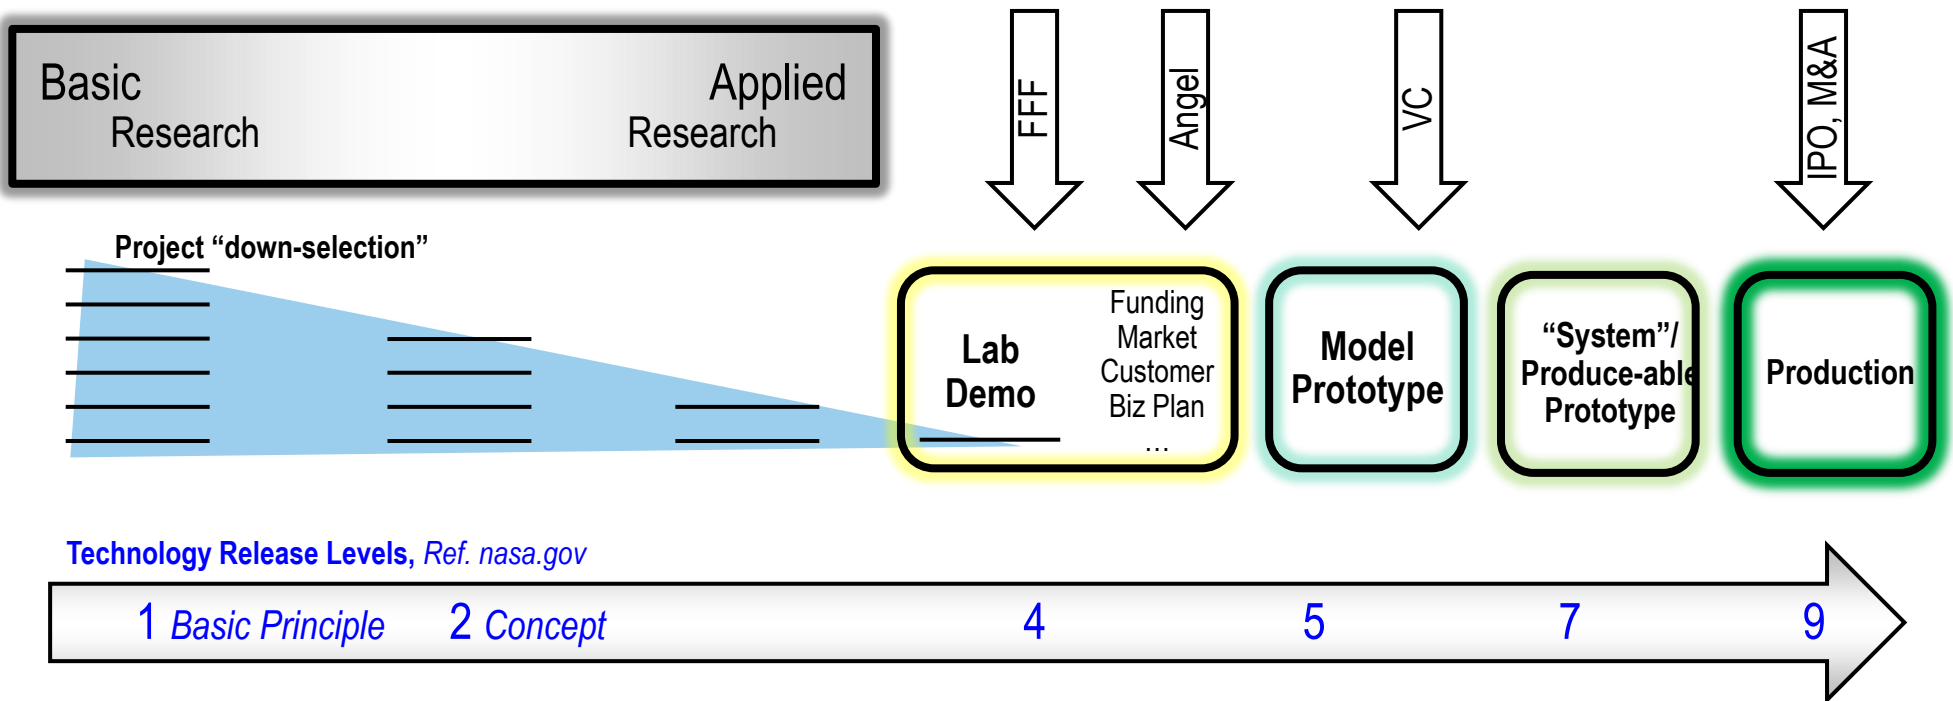 Basic
Research
Applied
Research
FFF
Angel
VC
IPO, M&A
Project “down-selection”
Lab
Demo
Funding
Market
Customer
Biz Plan
…
Model
Prototype
“System”/
Produce-able
Prototype
Production
Technology Release Levels, Ref. nasa.gov
1 Basic Principle 2 Concept 4 5 7 9